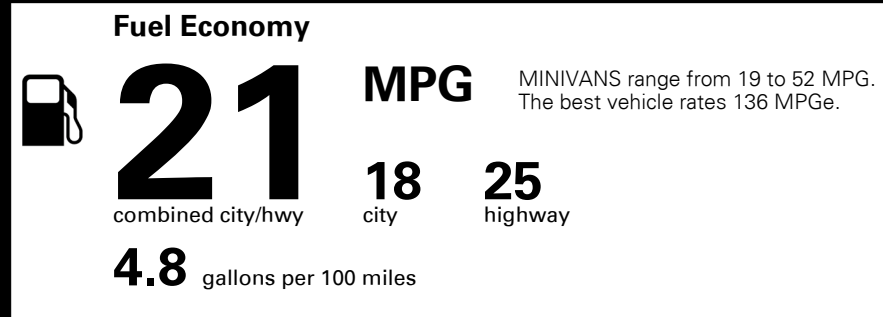 Fuel Economy
21
MPG
MINIVANS range from 19 to 52 MPG.
The best vehicle rates 136 MPGe.
combined city/hwy
18
city
25
highway
4.8 gallons per 100 miles